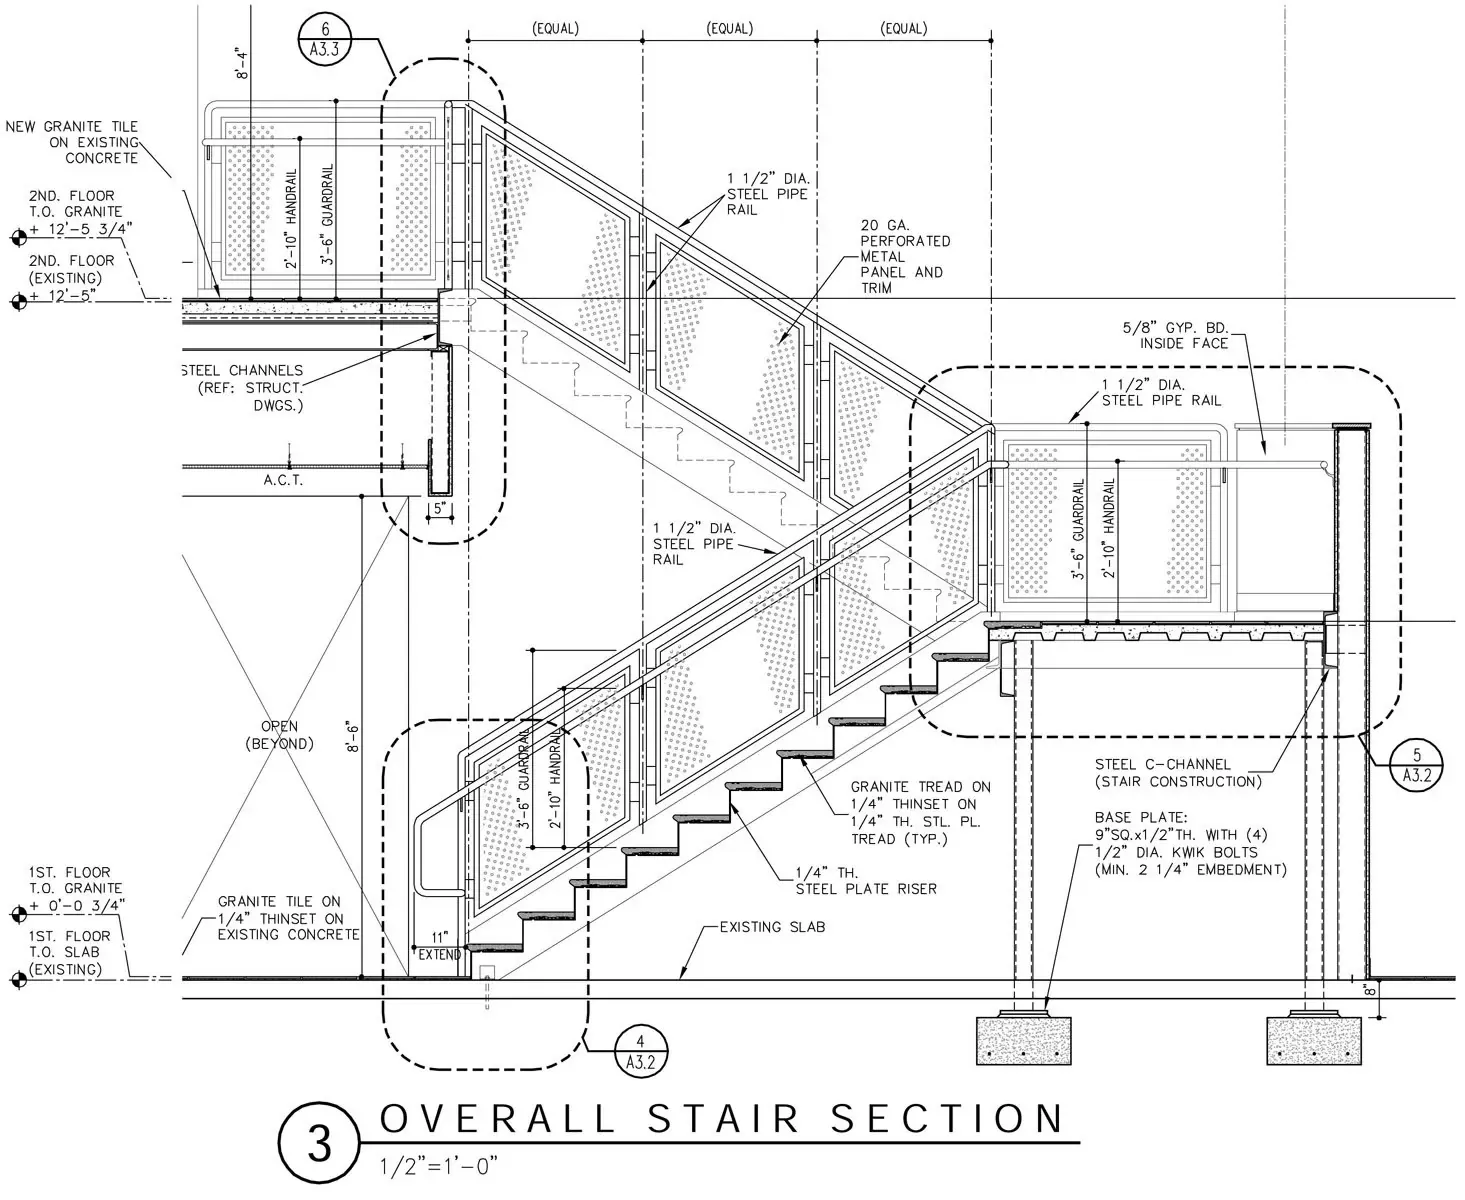 6
A3.3
(EQUAL)
(EQUAL)
(EQUAL)
8'-4"
NEW GRANITE TILE
ON EXISTING
CONCRETE
2'-10" HANDRAIL
3'-6" GUARDRAIL
1 1/2" DIA.
STEEL PIPE
RAIL
2ND. FLOOR
T.O. GRANITE
+ 12'-5 3/4"
20 GA.
PERFORATED
METAL
PANEL AND
TRIM
2ND. FLOOR
(EXISTING)
+ 12'-5"
5/8" GYP. BD.
INSIDE FACE
STEEL CHANNELS
(REF: STRUCT.
DWGS.)
1 1/2" DIA.
STEEL PIPE RAIL
A.C.T.
5"
3'-6" GUARDRAIL
2'-10" HANDRAIL
1 1/2" DIA.
STEEL PIPE
RAIL
OPEN
(BEYOND)
8'-6"
3'-6" GUARDRAIL
2'-10" HANDRAIL
5
A3.2
STEEL C-CHANNEL
(STAIR CONSTRUCTION)
GRANITE TREAD ON
1/4" THINSET ON
1/4" TH. STL. PL.
TREAD (TYP.)
BASE PLATE:
9"SQ.x1/2"TH. WITH (4)
1/2" DIA. KWIK BOLTS
(MIN. 2 1/4" EMBEDMENT)
1/4" TH.
STEEL PLATE RISER
1ST. FLOOR
T.O. GRANITE
+ 0'-0 3/4"
GRANITE TILE ON
1/4" THINSET ON
EXISTING CONCRETE
11"
EXTEND
EXISTING SLAB
1ST. FLOOR
T.O. SLAB
(EXISTING)
8"
4
A3.2
3
OVERALL STAIR SECTION
1/2"=1'-0"